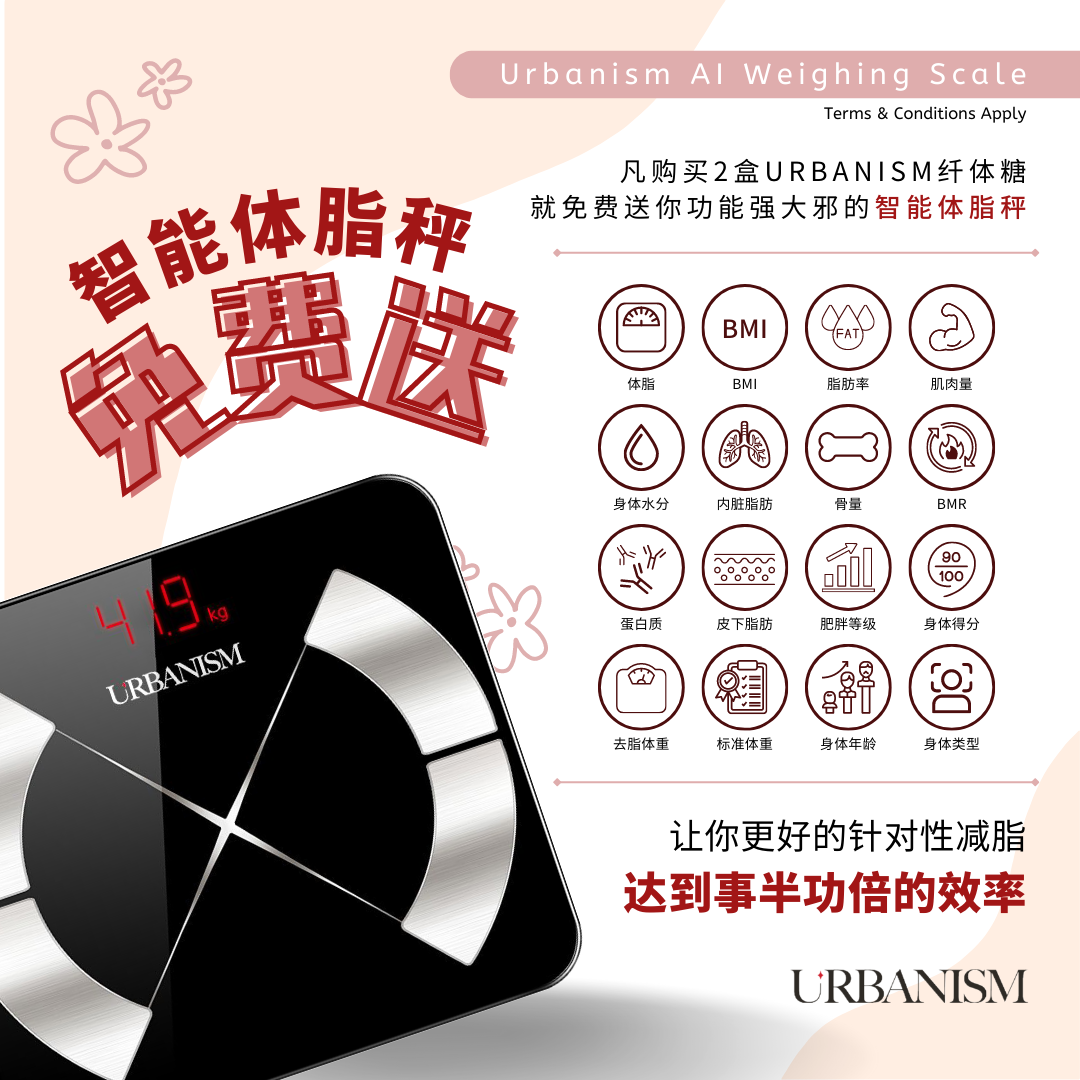 Urbanism AI Weighing Scale
Terms & Conditions Apply
智能体脂秤
免费送
凡购买2盒URBANISM纤体糖
就免费送你功能强大邪的智能体脂秤
BMI
FAT
体脂
BMI
脂肪率
肌肉量
身体水分
内脏脂肪
骨量
BMR
90
100
蛋白质
皮下脂肪
肥胖等级
身体得分
去脂体重
标准体重
身体年龄
身体类型
41.9 kg
URBANISM
让你更好的针对性减脂
达到事半功倍的效率
URBANISM